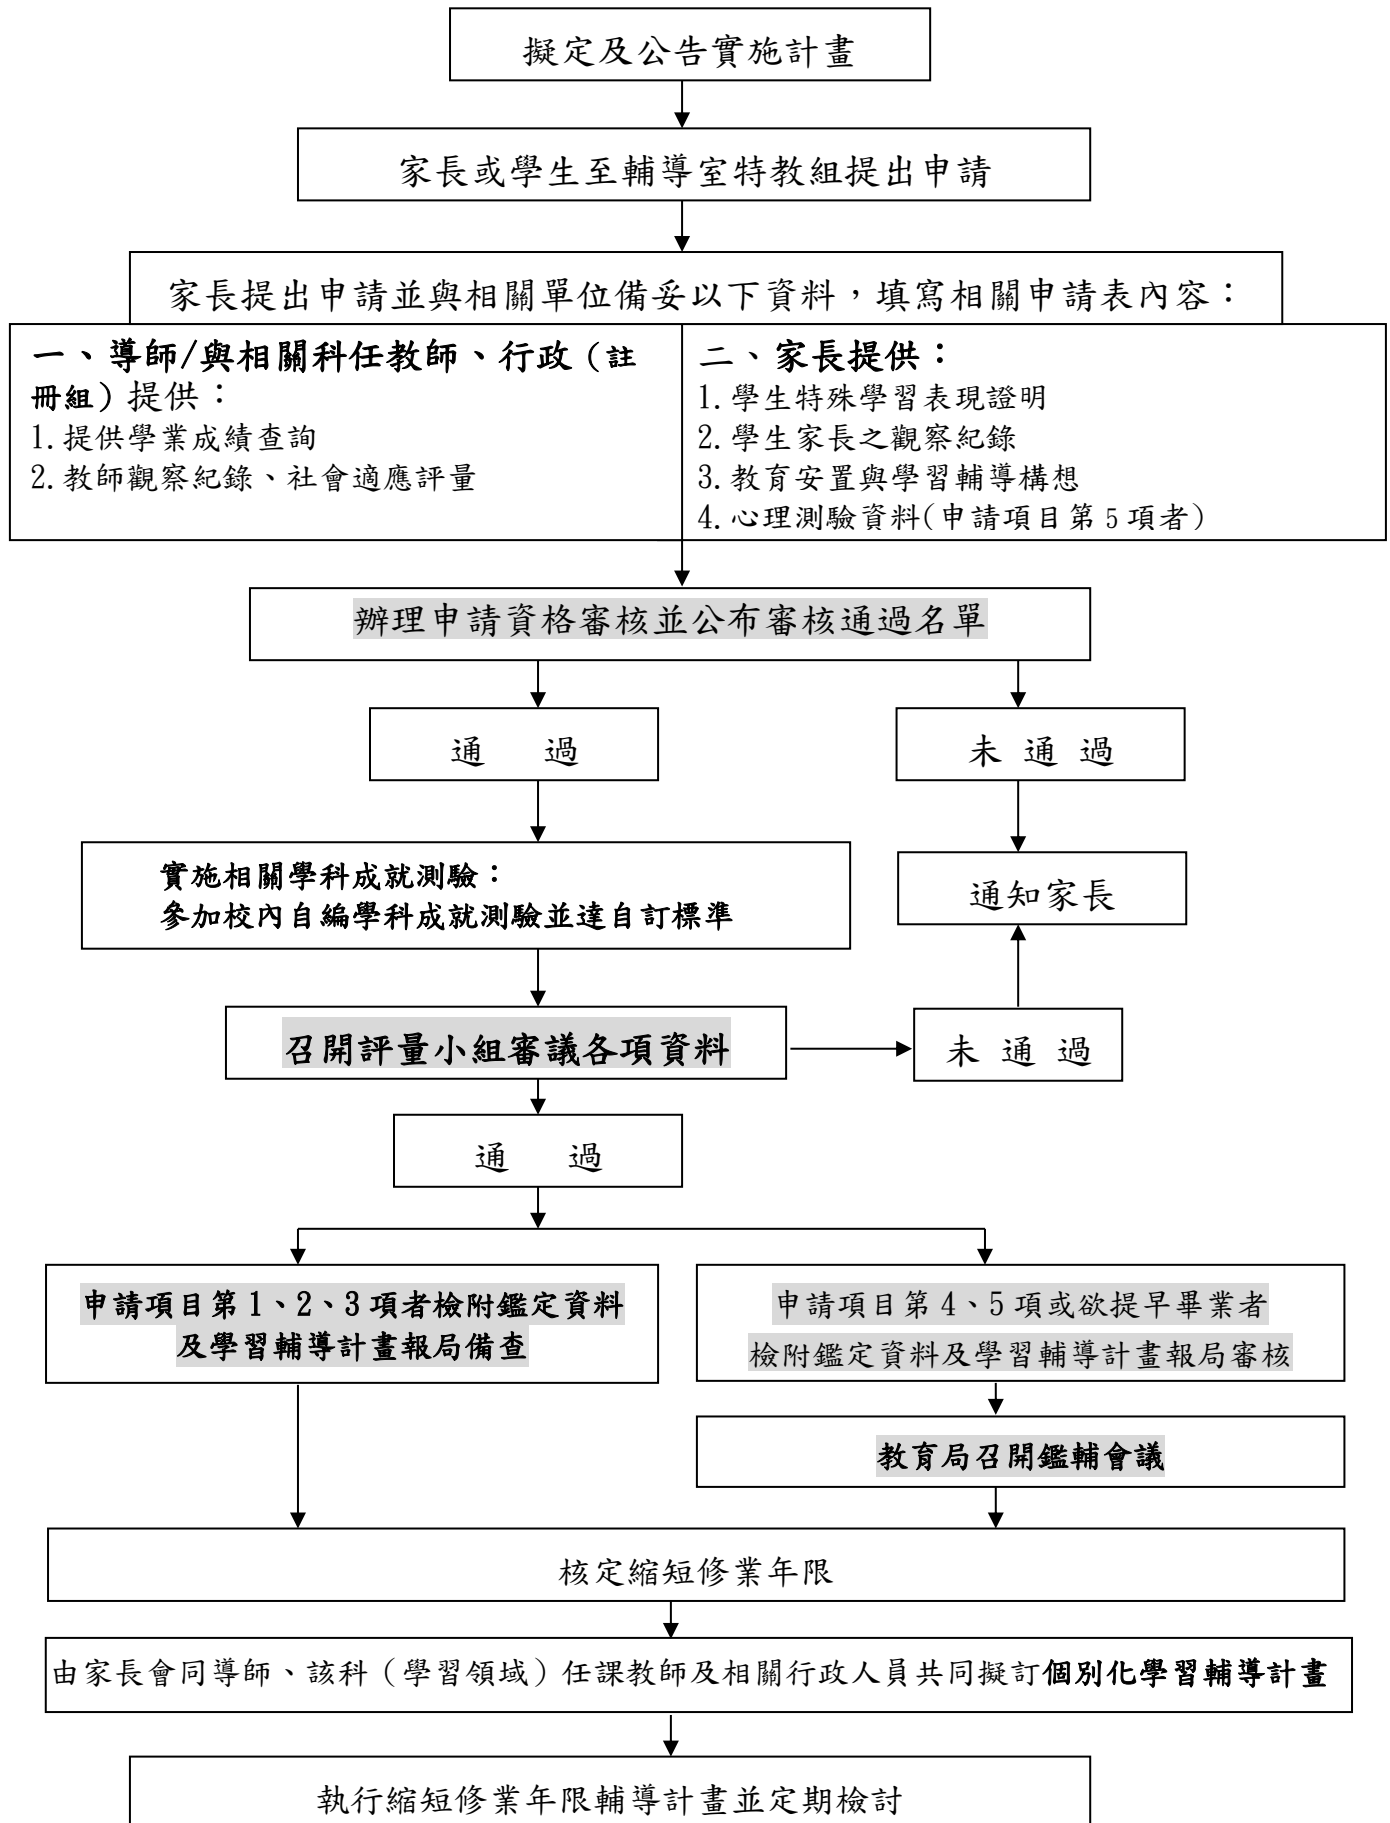 擬定及公告實施計畫
家長或學生至輔導室特教組提出申請
家長提出申請並與相關單位備妥以下資料，填寫相關申請表內容：
一、導師/與相關科任教師、行政（註
冊組）提供：
1.提供學業成績查詢
2.教師觀察紀錄、社會適應評量
二、家長提供：
1.學生特殊學習表現證明
2.學生家長之觀察紀錄
3.教育安置與學習輔導構想
4.心理測驗資料(申請項目第5項者)
辦理申請資格審核並公布審核通過名單
通　過
未通過
實施相關學科成就測驗：
參加校內自編學科成就測驗並達自訂標準
通知家長
召開評量小組審議各項資料
未通過
通　過
申請項目第1、2、3項者檢附鑑定資料
及學習輔導計畫報局備查
申請項目第4、5項或欲提早畢業者
檢附鑑定資料及學習輔導計畫報局審核
教育局召開鑑輔會議
核定縮短修業年限
由家長會同導師、該科（學習領域）任課教師及相關行政人員共同擬訂個別化學習輔導計畫
執行縮短修業年限輔導計畫並定期檢討